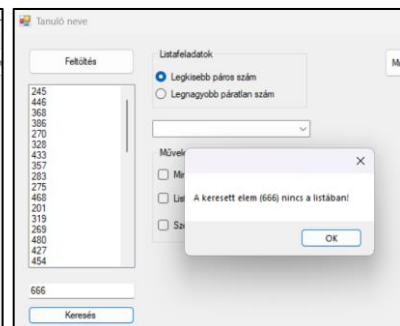 Tanuló neve
Feltöltés
Listafeladatok
Legkisebb páros szám
Legnagyobb páratlan szám
245
446
368
386
270
328
433
357
283
275
468
201
319
269
480
427
454
A keresett elem (666) nincs a listában!
OK
666
Keresés